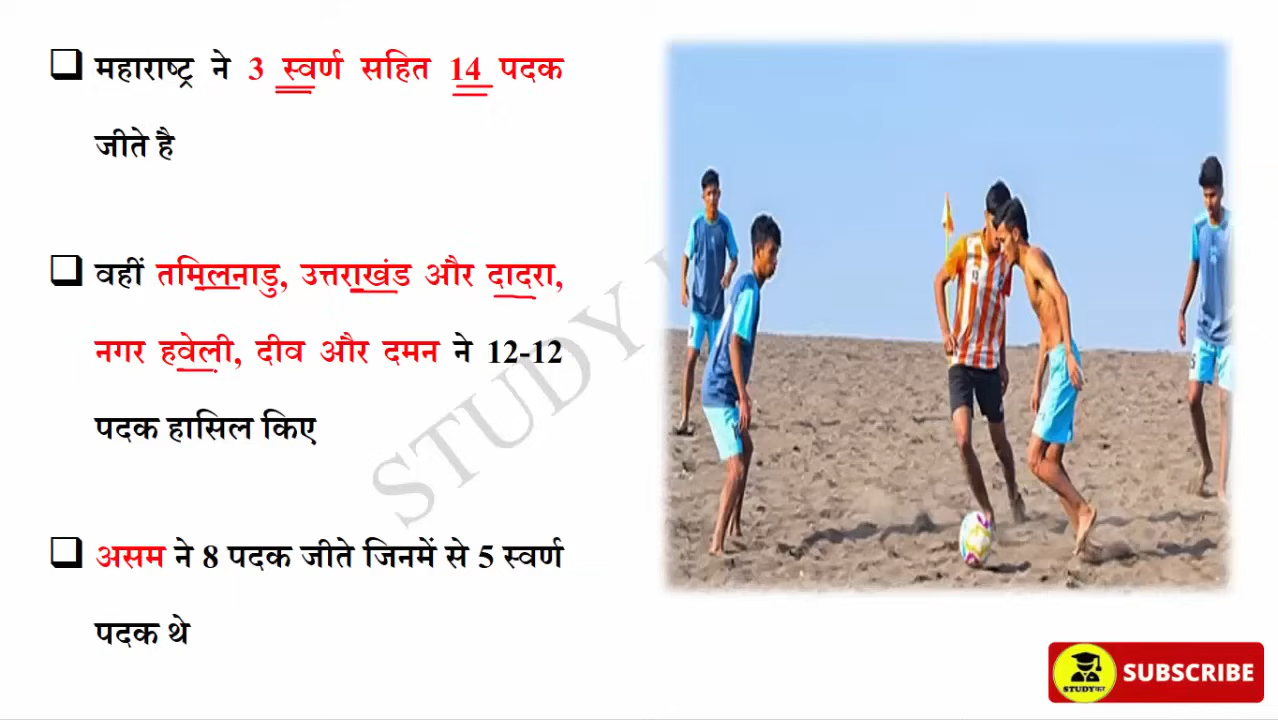 महाराष्ट्र ने 3 स्वर्ण सहित 14 पदक
जीते है
वहीं तमिलनाडु, उत्तराखंड और दादरा,
नगर हवेली, दीव और दमन ने 12-12
पदक हासिल किए
असम ने 8 पदक जीते जिनमें से 5 स्वर्ण
पदक थे
STUDY
STUDYकर
SUBSCRIBE